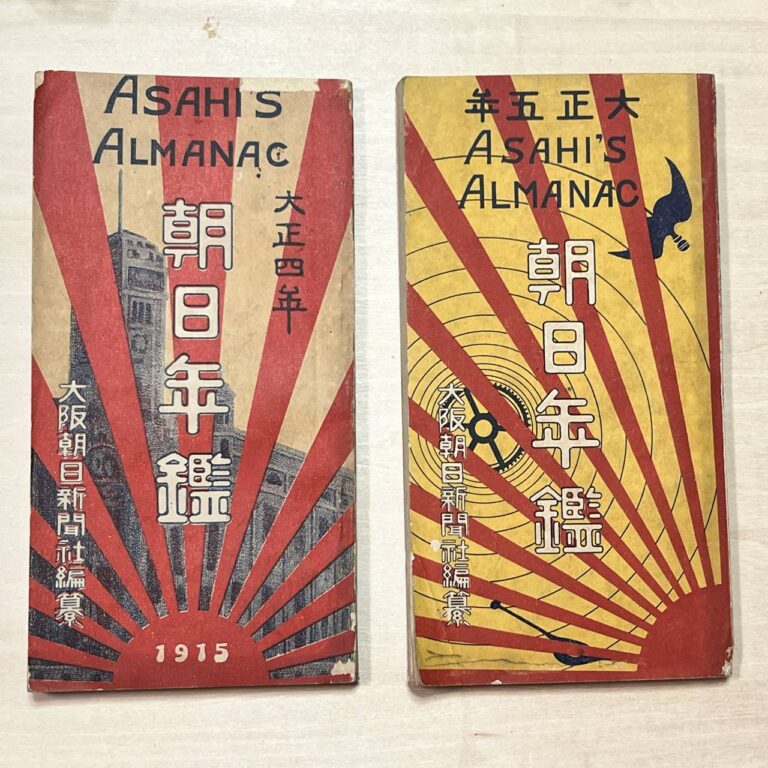 ASAHI'S
ALMANAC
大正四年
朝日年鑑
大阪朝日新聞社編纂
1915
年五正大
ASAHI'S
ALMANAC
朝日年鑑
大阪朝日新聞社編纂